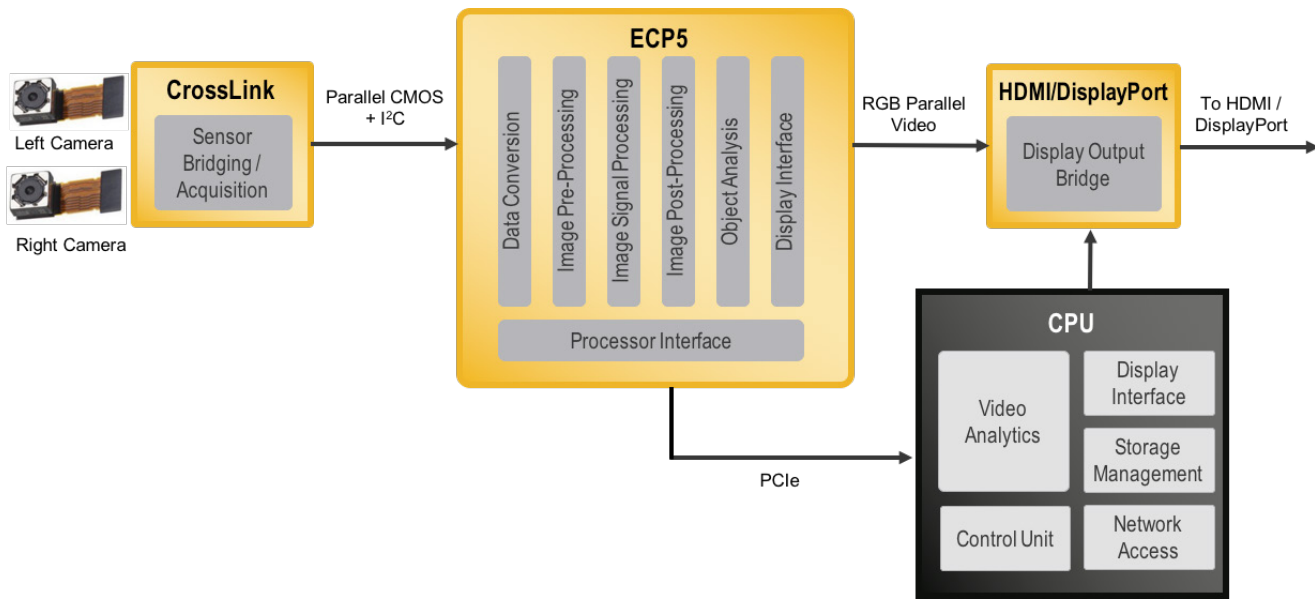 Left Camera
Right Camera
CrossLink
Sensor
Bridging /
Acquisition
Parallel CMOS
+ I²C
ECP5
Data Conversion
Image Pre-Processing
Image Signal Processing
Image Post-Processing
Object Analysis
Display Interface
Processor Interface
RGB Parallel
Video
HDMI/DisplayPort
Display Output
Bridge
To HDMI /
DisplayPort
PCIe
CPU
Video
Analytics
Display
Interface
Storage
Management
Control Unit
Network
Access